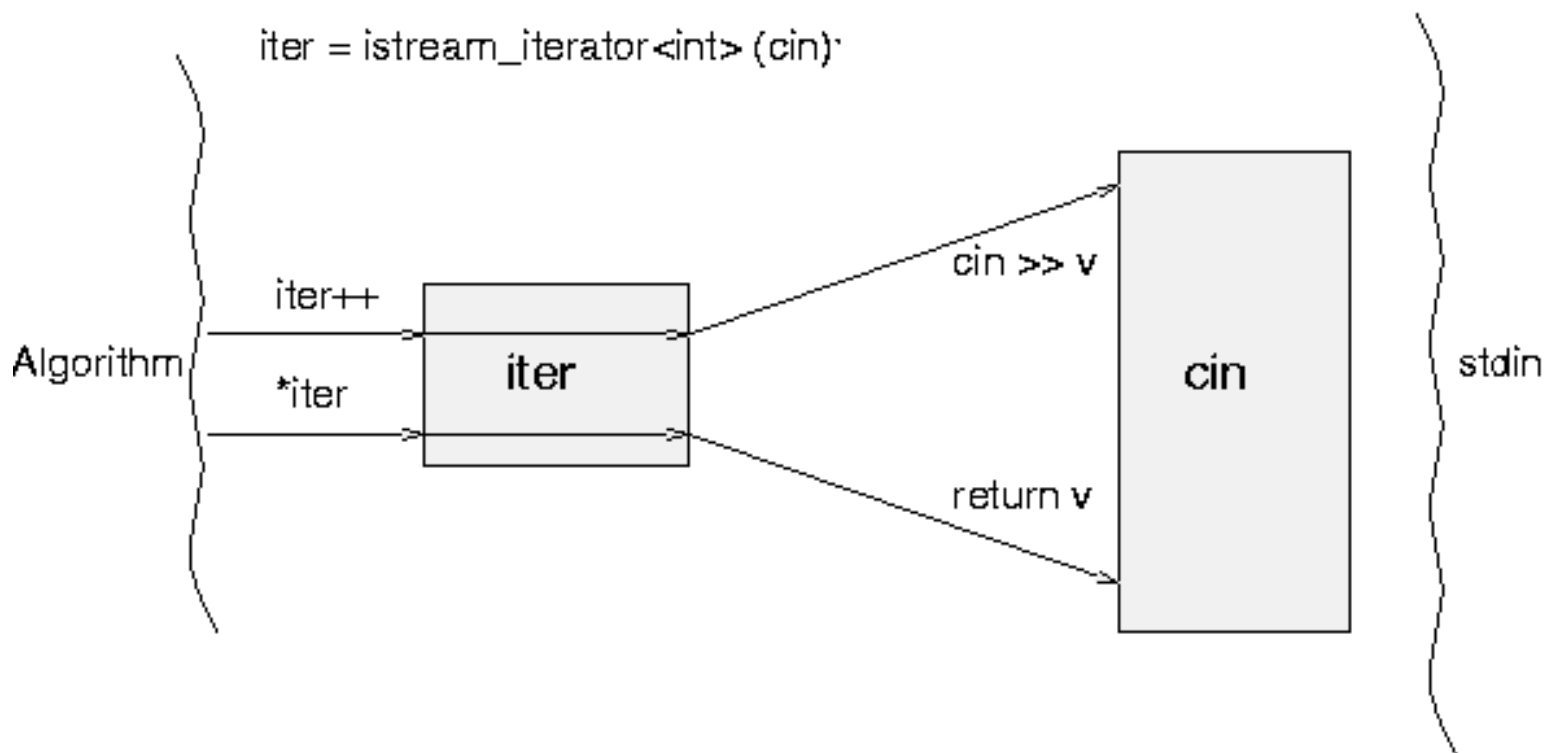 iter = istream_iterator<int> (cin)
iter++
cin >> v
Algorithm
iter
cin
stdin
*iter
return v